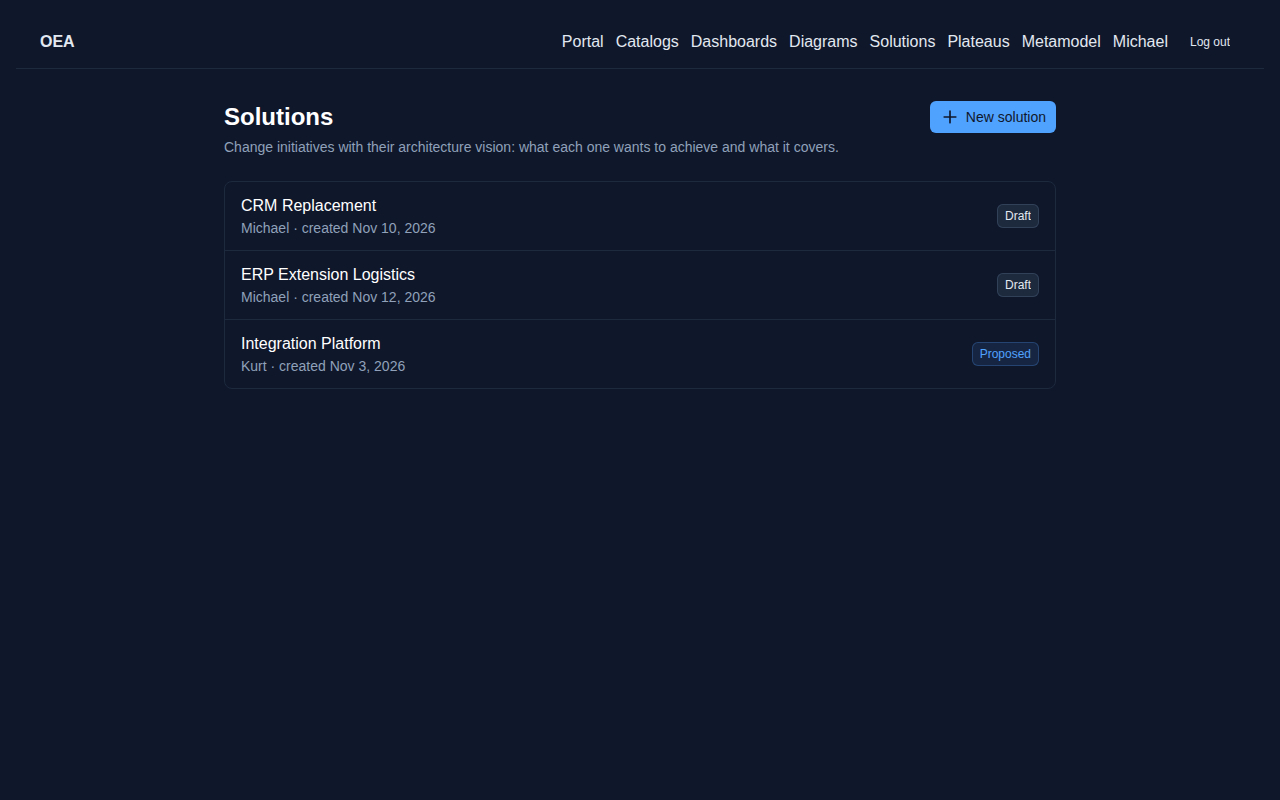 OEA
Portal Catalogs Dashboards Diagrams Solutions Plateaus Metamodel Michael Log out
Solutions
New solution
Change initiatives with their architecture vision: what each one wants to achieve and what it covers.
CRM Replacement
Michael · created Nov 10, 2026
Draft
ERP Extension Logistics
Michael · created Nov 12, 2026
Draft
Integration Platform
Kurt · created Nov 3, 2026
Proposed